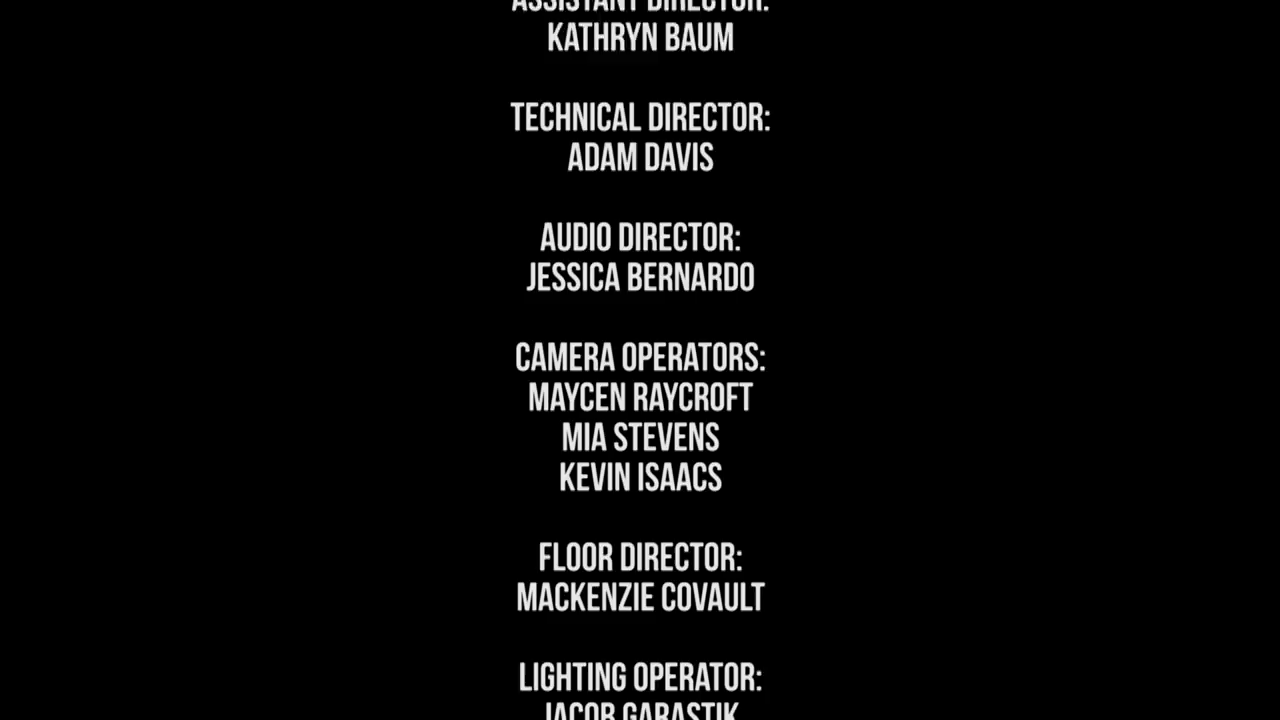 ASSISTANT DIRECTOR:
KATHRYN BAUM
TECHNICAL DIRECTOR:
ADAM DAVIS
AUDIO DIRECTOR:
JESSICA BERNARDO
CAMERA OPERATORS:
MAYCEN RAYCROFT
MIA STEVENS
KEVIN ISAACS
FLOOR DIRECTOR:
MACKENZIE COVAULT
LIGHTING OPERATOR:
JACOB GARASTIK